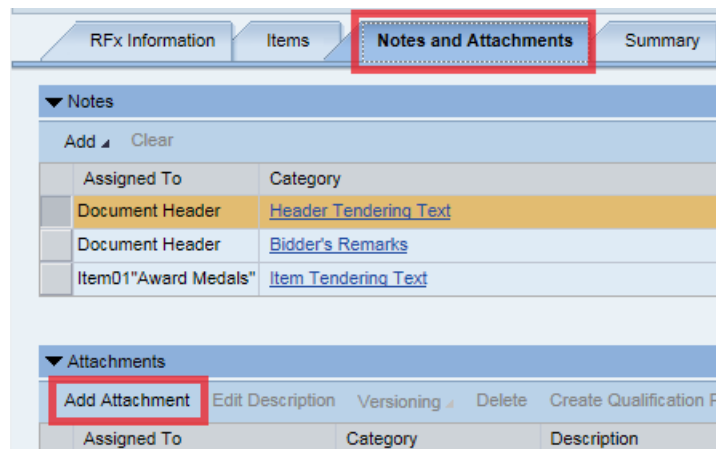 RFx Information Items Notes and Attachments Summary
Notes
Add Clear
Assigned To Category
Document Header Header Tendering Text
Document Header Bidder's Remarks
Item01"Award Medals" Item Tendering Text
Attachments
Add Attachment Edit Description Versioning Delete Create Qualification
Assigned To Category Description